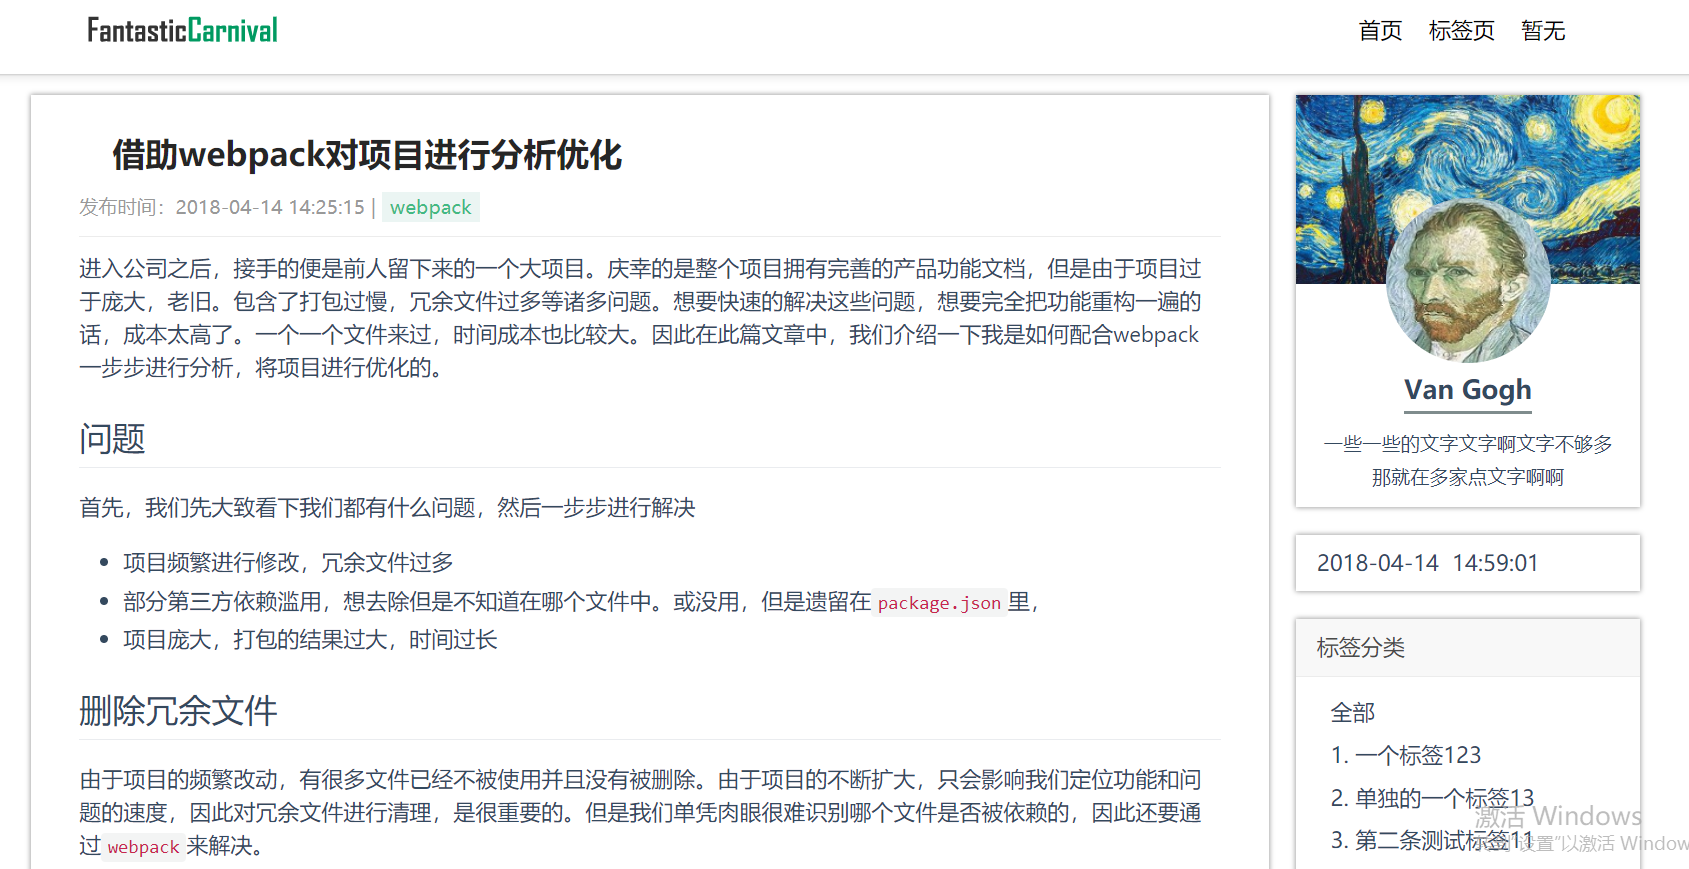 FantasticCarnival
首页 标签页 暂无
借助webpack对项目进行分析优化
发布时间：2018-04-14 14:25:15 | webpack
进入公司之后，接手的便是前人留下来的一个大项目。庆幸的是整个项目拥有完善的产品功能文档，但是由于项目过
于庞大，老旧。包含了打包过慢，冗余文件过多等诸多问题。想要快速的解决这些问题，想要完全把功能重构一遍的
话，成本太高了。一个一个文件来过，时间成本也比较大。因此在此篇文章中，我们介绍一下我是如何配合webpack
一步步进行分析，将项目进行优化的。
问题
首先，我们先大致看下我们都有什么问题，然后一步步进行解决
• 项目频繁进行修改，冗余文件过多
• 部分第三方依赖滥用，想去除但是不知道在哪个文件中。或没用，但是遗留在package.json里，
• 项目庞大，打包的结果过大，时间过长
删除冗余文件
由于项目的频繁改动，有很多文件已经不被使用并且没有被删除。由于项目的不断扩大，只会影响我们定位功能和问
题的速度，因此对冗余文件进行清理，是很重要的。但是我们单凭肉眼很难识别哪个文件是否被依赖的，因此还要通
过webpack来解决。
Van Gogh
一些一些的文字文字啊文字不够多
那就在多家点文字啊啊
2018-04-14 14:59:01
标签分类
全部
1. 一个标签123
2. 单独的一个标签13
3. 第二条测试标签11
激活 Windows
转到"设置"以激活 Window